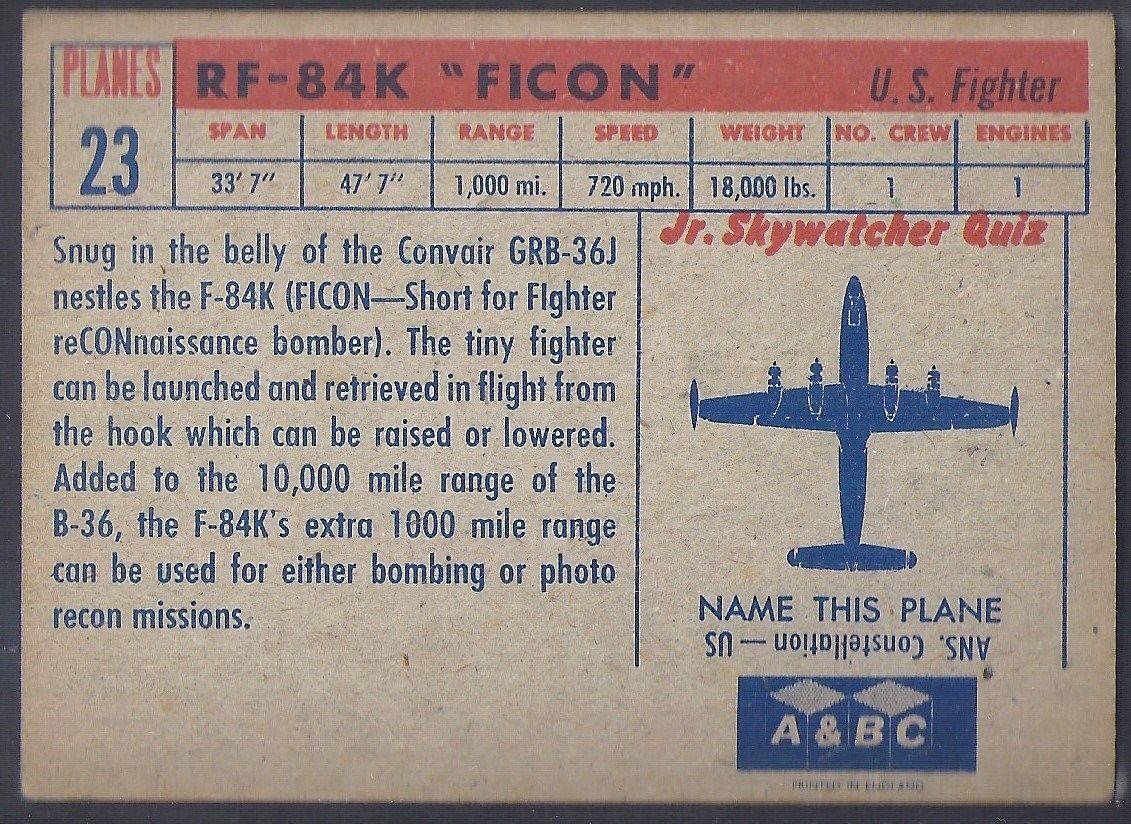 PLANES
23
RF-84K "FICON"
U. S. Fighter
SPAN LENGTH RANGE SPEED WEIGHT NO. CREW ENGINES
33' 7" 47' 7" 1,000 mi. 720 mph. 18,000 lbs. 1 1
Snug in the belly of the Convair GRB-36J
nestles the F-84K (FICON—Short for FIghter
reCONnaissance bomber). The tiny fighter
can be launched and retrieved in flight from
the hook which can be raised or lowered.
Added to the 10,000 mile range of the
B-36, the F-84K's extra 1000 mile range
can be used for either bombing or photo
recon missions.
Jr. Skywatcher Quiz
NAME THIS PLANE
ANS. Constellation — US
A & B C
PRINTED IN ENGLAND